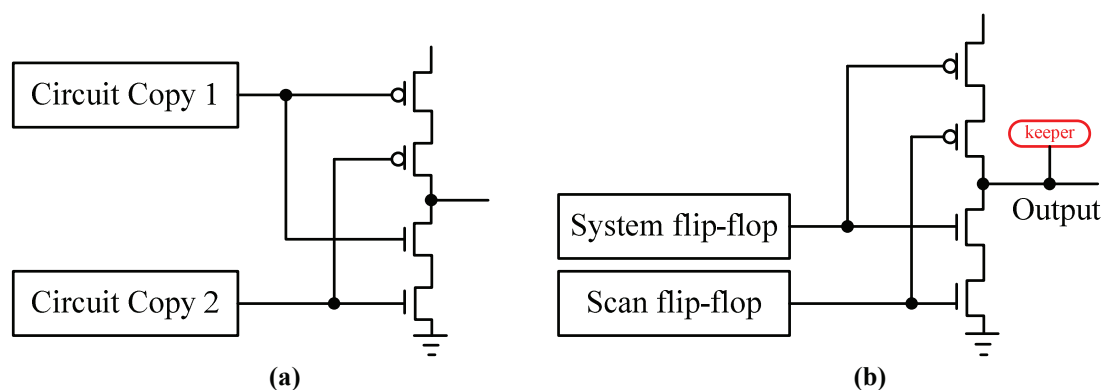 Circuit Copy 1
Circuit Copy 2
(a)
keeper
Output
System flip-flop
Scan flip-flop
(b)